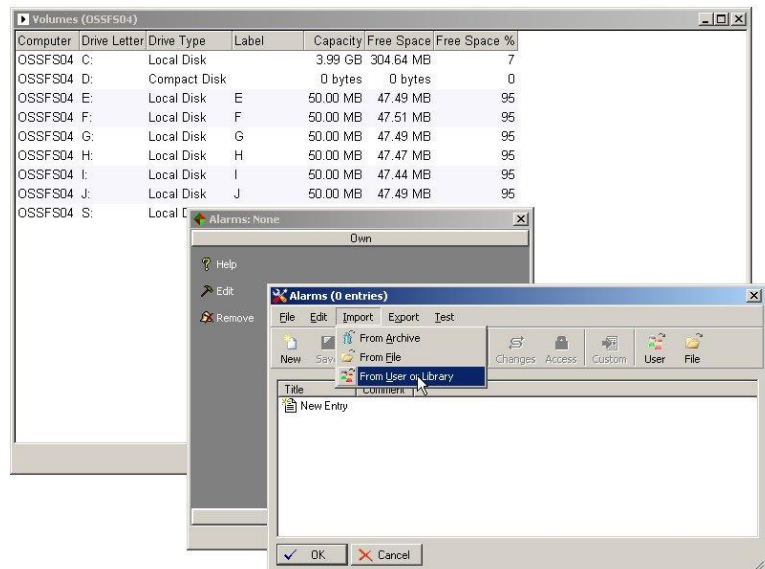 Volumes (OSSFS04)
Computer Drive Letter Drive Type Label Capacity Free Space Free Space %
OSSFS04 C: Local Disk 3.99 GB 304.64 MB 7
OSSFS04 D: Compact Disk 0 bytes 0 bytes 0
OSSFS04 E: Local Disk E 50.00 MB 47.49 MB 95
OSSFS04 F: Local Disk F 50.00 MB 47.51 MB 95
OSSFS04 G: Local Disk G 50.00 MB 47.49 MB 95
OSSFS04 H: Local Disk H 50.00 MB 47.47 MB 95
OSSFS04 I: Local Disk I 50.00 MB 47.44 MB 95
OSSFS04 J: Local Disk J 50.00 MB 47.49 MB 95
OSSFS04 S: Local
Alarms: None
Own
Help
Edit
Remove
Alarms (0 entries)
File Edit Import Export Test
From Archive
From File
From User or Library
New Save Changes Access Custom User File
Title Comment
New Entry
OK Cancel